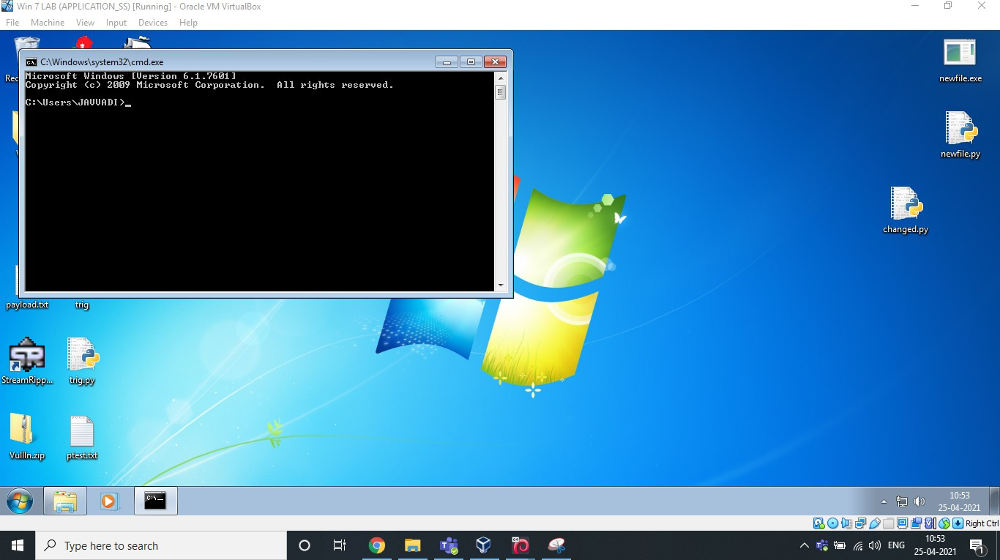 Win 7 LAB (APPLICATION_SS) [Running] - Oracle VM VirtualBox
File Machine View Input Devices Help
C:\Windows\system32\cmd.exe
Microsoft Windows [Version 6.1.7601]
Copyright (c) 2009 Microsoft Corporation.  All rights reserved.
C:\Users\JAVVADI>_
Rec
newfile.exe
newfile.py
changed.py
payload.txt
trig
StreamRipp...
trig.py
VullIn.zip
ptest.txt
C:\_
10:53
25-04-2021
Right Ctrl
Type here to search
64
ENG
10:53
25-04-2021
1